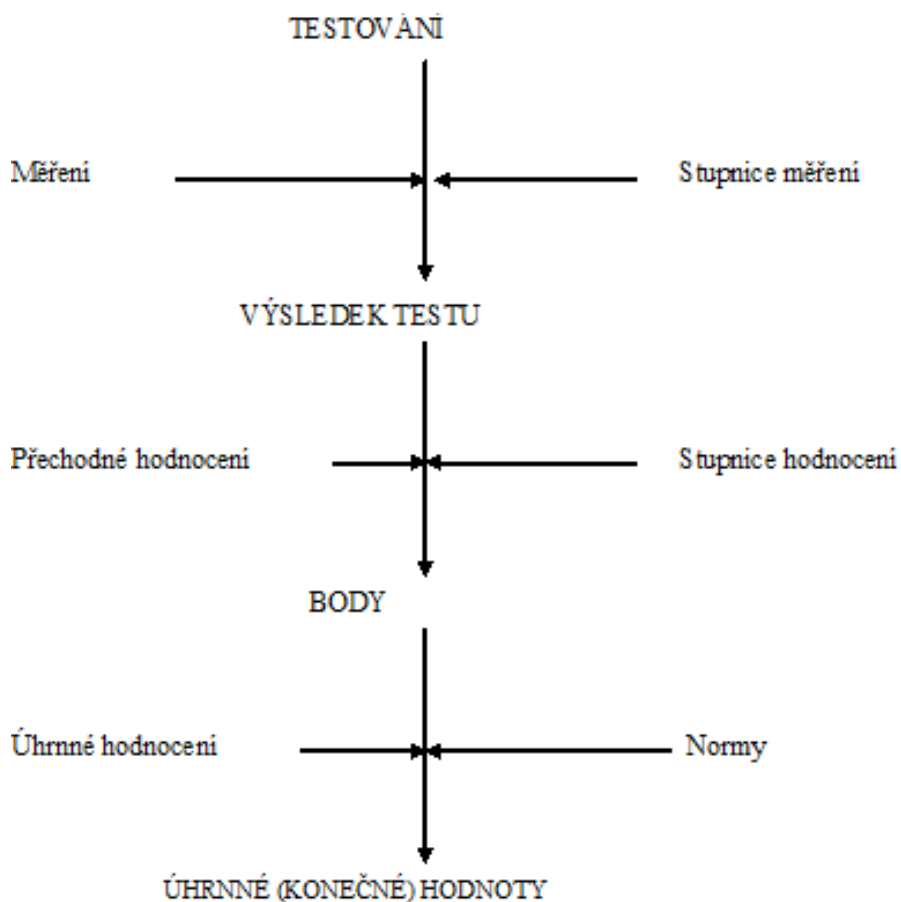 TESTOVÁNÍ
Měření
Stupnice měření
VÝSLEDEK TESTU
Přechodné hodnocení
Stupnice hodnocení
BODY
Úhrnné hodnocení
Normy
ÚHRNNÉ (KONEČNÉ) HODNOTY